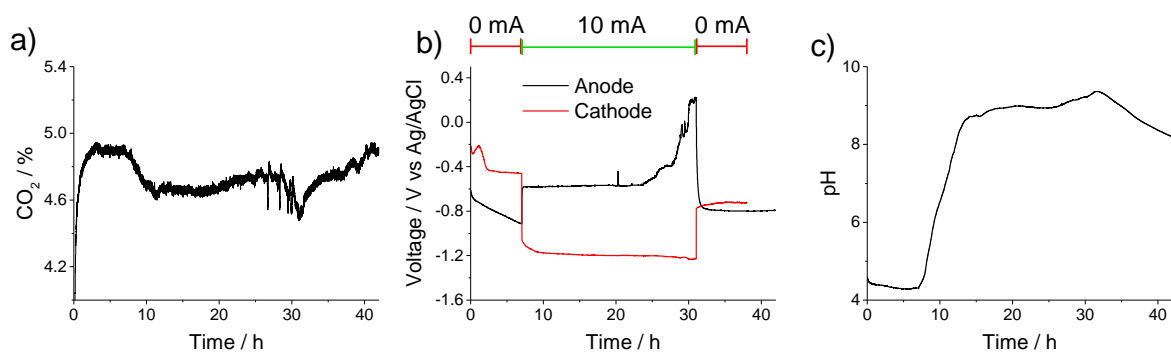 a)
5.4
5.0
4.6
4.2
CO₂ / %
0 10 20 30 40
Time / h
b)
0 mA 10 mA 0 mA
0.4
0.0
-0.4
-0.8
-1.2
-1.6
Voltage / V vs Ag/AgCl
Anode
Cathode
0 10 20 30 40
Time / h
c)
10
8
6
4
pH
0 10 20 30 40
Time / h